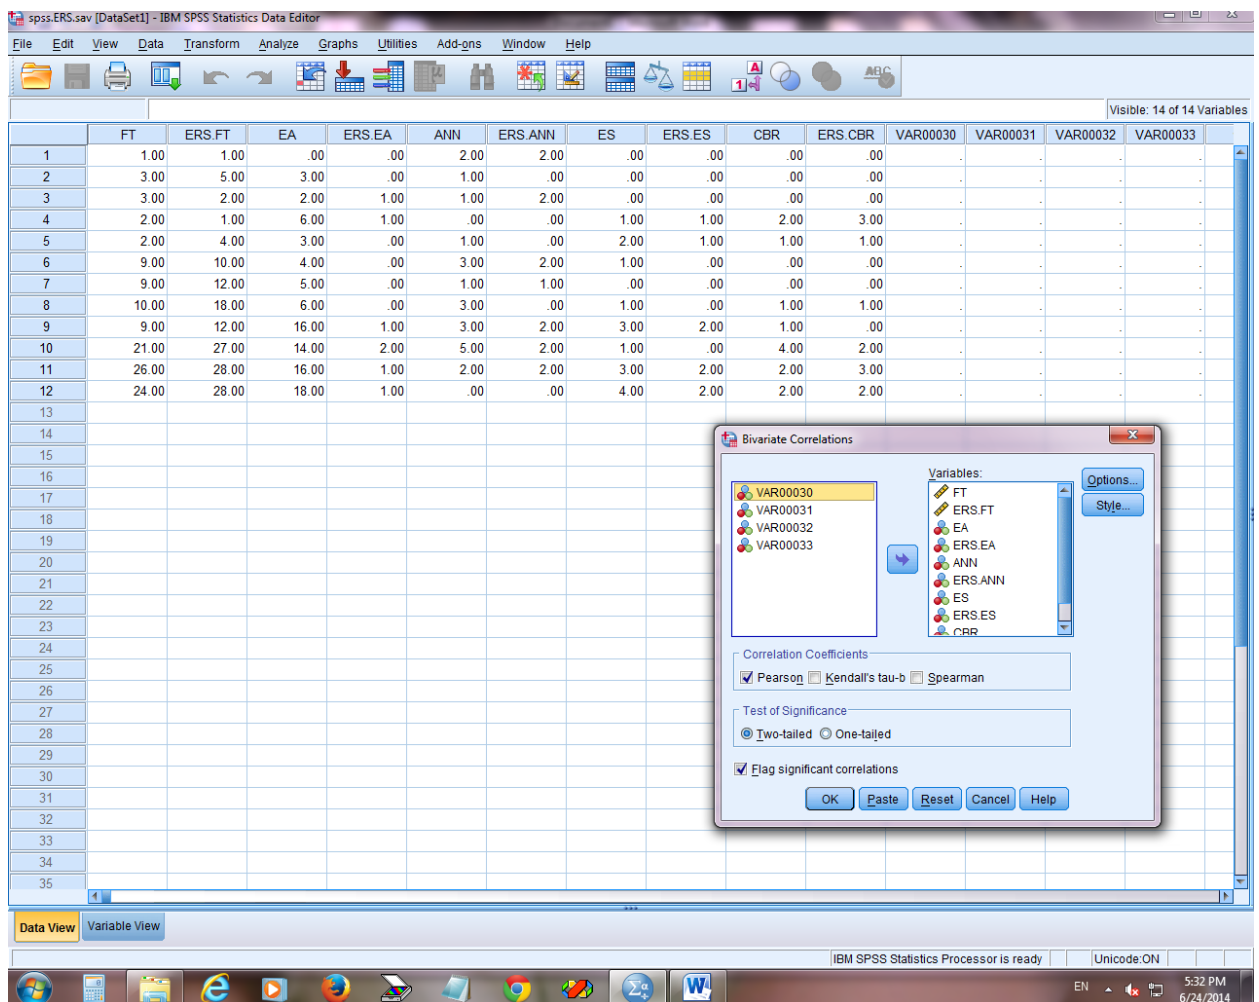 spss.ERS.sav [DataSet1] - IBM SPSS Statistics Data Editor
File Edit View Data Transform Analyze Graphs Utilities Add-ons Window Help
Visible: 14 of 14 Variables
FT ERS.FT EA ERS.EA ANN ERS.ANN ES ERS.ES CBR ERS.CBR VAR00030 VAR00031 VAR00032 VAR00033
1 1.00 1.00 .00 .00 2.00 2.00 .00 .00 .00 .00 . . . .
2 3.00 5.00 3.00 .00 1.00 .00 .00 .00 .00 .00 . . . .
3 3.00 2.00 2.00 1.00 1.00 2.00 .00 .00 .00 .00 . . . .
4 2.00 1.00 6.00 1.00 .00 .00 1.00 1.00 2.00 3.00 . . . .
5 2.00 4.00 3.00 .00 1.00 .00 2.00 1.00 1.00 1.00 . . . .
6 9.00 10.00 4.00 .00 3.00 2.00 1.00 .00 .00 .00 . . . .
7 9.00 12.00 5.00 .00 1.00 1.00 .00 .00 .00 .00 . . . .
8 10.00 18.00 6.00 .00 3.00 .00 1.00 .00 1.00 1.00 . . . .
9 9.00 12.00 16.00 1.00 3.00 2.00 3.00 2.00 1.00 .00 . . . .
10 21.00 27.00 14.00 2.00 5.00 2.00 1.00 .00 4.00 2.00 . . . .
11 26.00 28.00 16.00 1.00 2.00 2.00 3.00 2.00 2.00 3.00 . . . .
12 24.00 28.00 18.00 1.00 .00 .00 4.00 2.00 2.00 2.00 . . . .
13
14
15
16
17
18
19
20
21
22
23
24
25
26
27
28
29
30
31
32
33
34
35
Bivariate Correlations
Variables:
VAR00030
VAR00031
VAR00032
VAR00033
FT
ERS.FT
EA
ERS.EA
ANN
ERS.ANN
ES
ERS.ES
CBR
Options...
Style...
Correlation Coefficients
Pearson Kendall's tau-b Spearman
Test of Significance
Two-tailed One-tailed
Flag significant correlations
OK Paste Reset Cancel Help
Data View Variable View
IBM SPSS Statistics Processor is ready Unicode:ON
EN 5:32 PM
6/24/2014